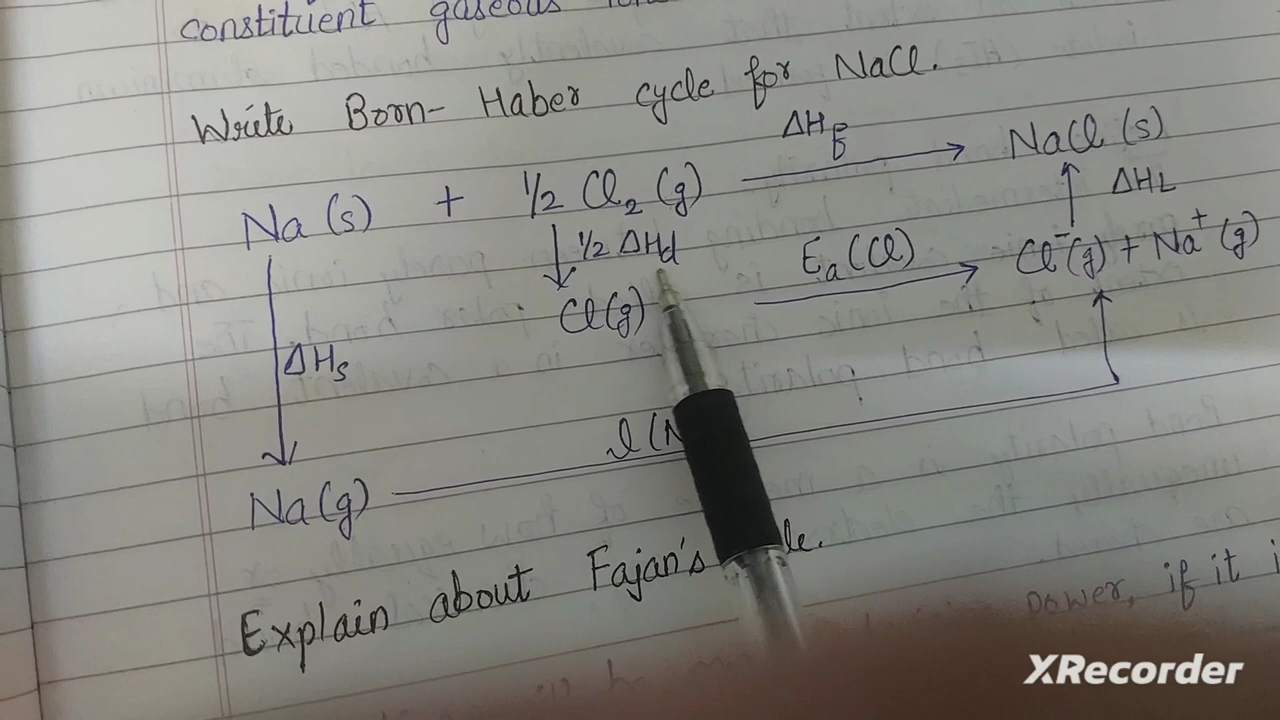 constituent gaseous
Write Born-Haber cycle for NaCl.
Na(s) + ½ Cl₂(g) ΔHf NaCl(s)
½ ΔHd Ea(Cl) Cl⁻(g) + Na⁺(g) ΔHL
Cl(g)
ΔHs
Na(g)
Explain about Fajan's
power, if it
XRecorder